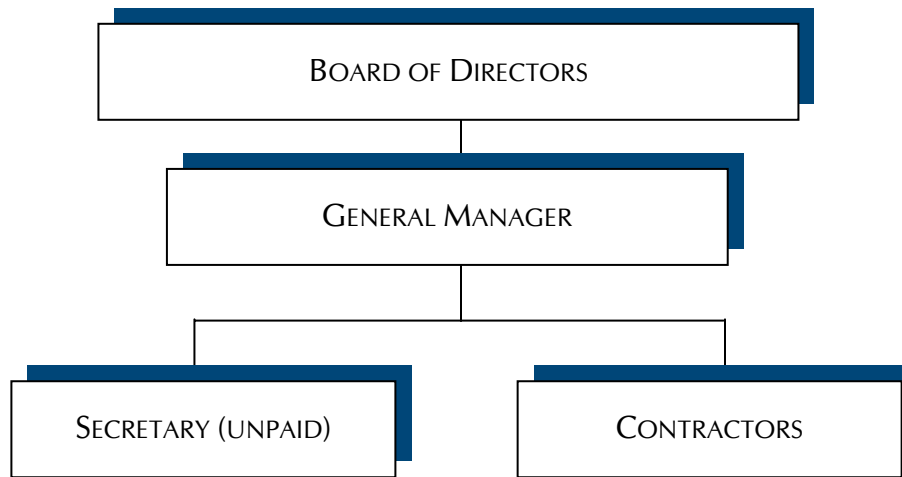 BOARD OF DIRECTORS
GENERAL MANAGER
SECRETARY (UNPAID)
CONTRACTORS